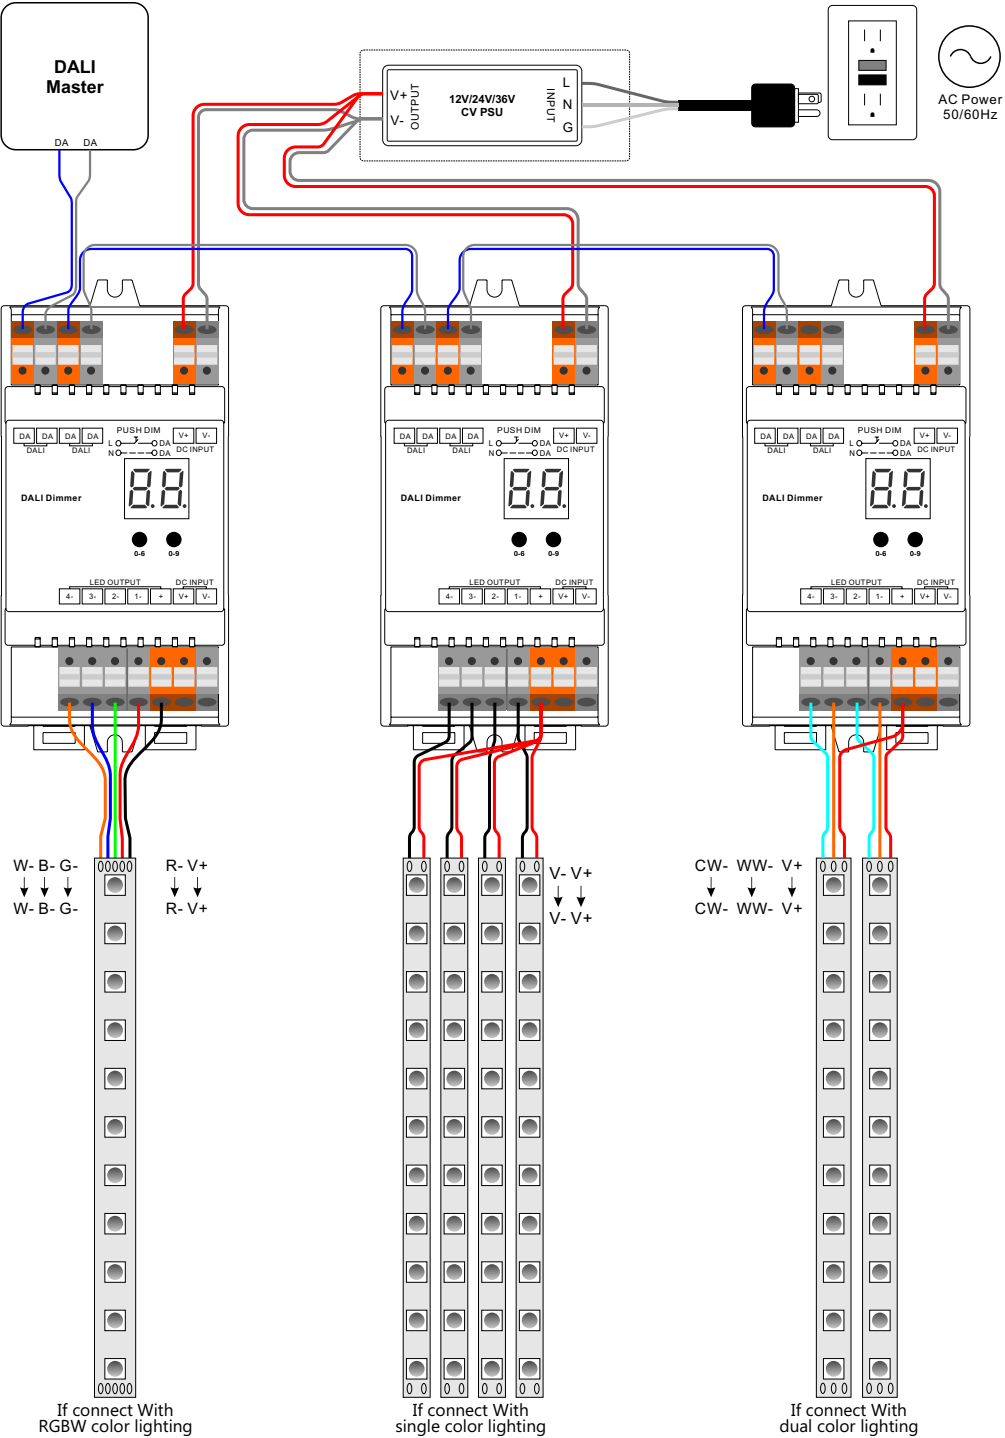 DALI
Master
DA DA
V+
V-
OUTPUT
12V/24V/36V
CV PSU
INPUT
L
N
G
AC Power
50/60Hz
DA DA DA DA
DALI DALI
PUSH DIM
L DA
N DA
V+ V-
DC INPUT
DALI Dimmer
8.8.
0-6 0-9
LED OUTPUT DC INPUT
4- 3- 2- 1- + V+ V-
DA DA DA DA
DALI DALI
PUSH DIM
L DA
N DA
V+ V-
DC INPUT
DALI Dimmer
8.8.
0-6 0-9
LED OUTPUT DC INPUT
4- 3- 2- 1- + V+ V-
DA DA DA DA
DALI DALI
PUSH DIM
L DA
N DA
V+ V-
DC INPUT
DALI Dimmer
8.8.
0-6 0-9
LED OUTPUT DC INPUT
4- 3- 2- 1- + V+ V-
W- B- G- R- V+
W- B- G- R- V+
V- V+
V- V+
CW- WW- V+
CW- WW- V+
If connect With
RGBW color lighting
If connect With
single color lighting
If connect With
dual color lighting